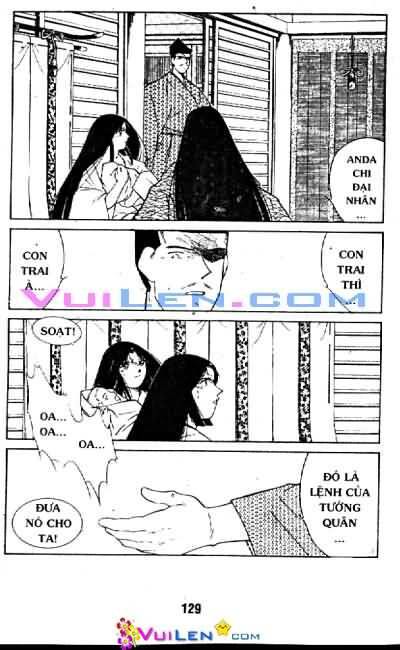 ANDA
CHI
ĐẠI
NHÂN
...
CON
TRAI
THÌ
...
CON
TRAI
À...
VUILEN.COM
SOẠT!
OA...
OA...
OA...
ĐÓ LÀ
LỆNH CỦA
TƯỚNG
QUÂN
...
ĐƯA
NÓ CHO
TA!
129
VUILEN.COM